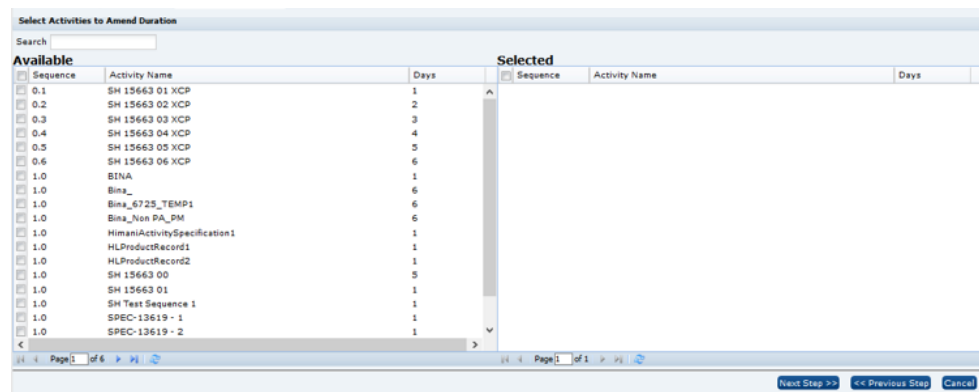 Select Activities to Amend Duration
Search
Available
Selected
Sequence Activity Name Days
Sequence Activity Name Days
0.1 SH 15663 01 XCP 1
0.2 SH 15663 02 XCP 2
0.3 SH 15663 03 XCP 3
0.4 SH 15663 04 XCP 4
0.5 SH 15663 05 XCP 5
0.6 SH 15663 06 XCP 6
1.0 BINA 1
1.0 Bina_ 6
1.0 Bina_6725_TEMP1 6
1.0 Bina_Non PA_PM 6
1.0 HimaniActivitySpecification1 1
1.0 HLProductRecord1 1
1.0 HLProductRecord2 1
1.0 SH 15663 00 5
1.0 SH 15663 01 1
1.0 SH Test Sequence 1 1
1.0 SPEC-13619 - 1 1
1.0 SPEC-13619 - 2 1
Page 1 of 6
Page 1 of 1
Next Step >> << Previous Step Cancel